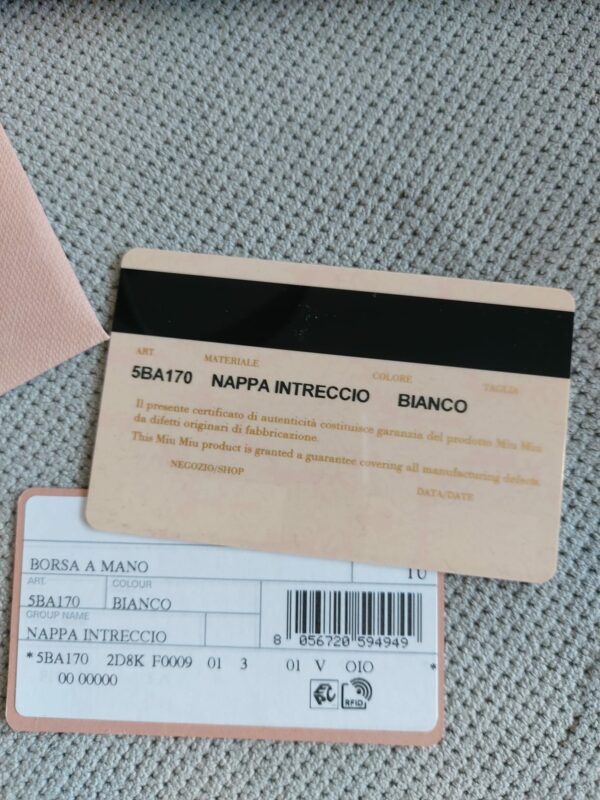 ART. MATERIALE COLORE TAGLIA
5BA170 NAPPA INTRECCIO BIANCO
Il presente certificato di autenticità costituisce garanzia del prodotto Miu Miu
da difetti originari di fabbricazione.
This Miu Miu product is granted a guarantee covering all manufacturing defects.
NEGOZIO/SHOP DATA/DATE
BORSA A MANO TU
ART. COLOUR
5BA170 BIANCO
GROUP NAME
NAPPA INTRECCIO
8 056720 594949
*5BA170 2D8K F0009 01 3 01 V OIO *
00 00000
RFID